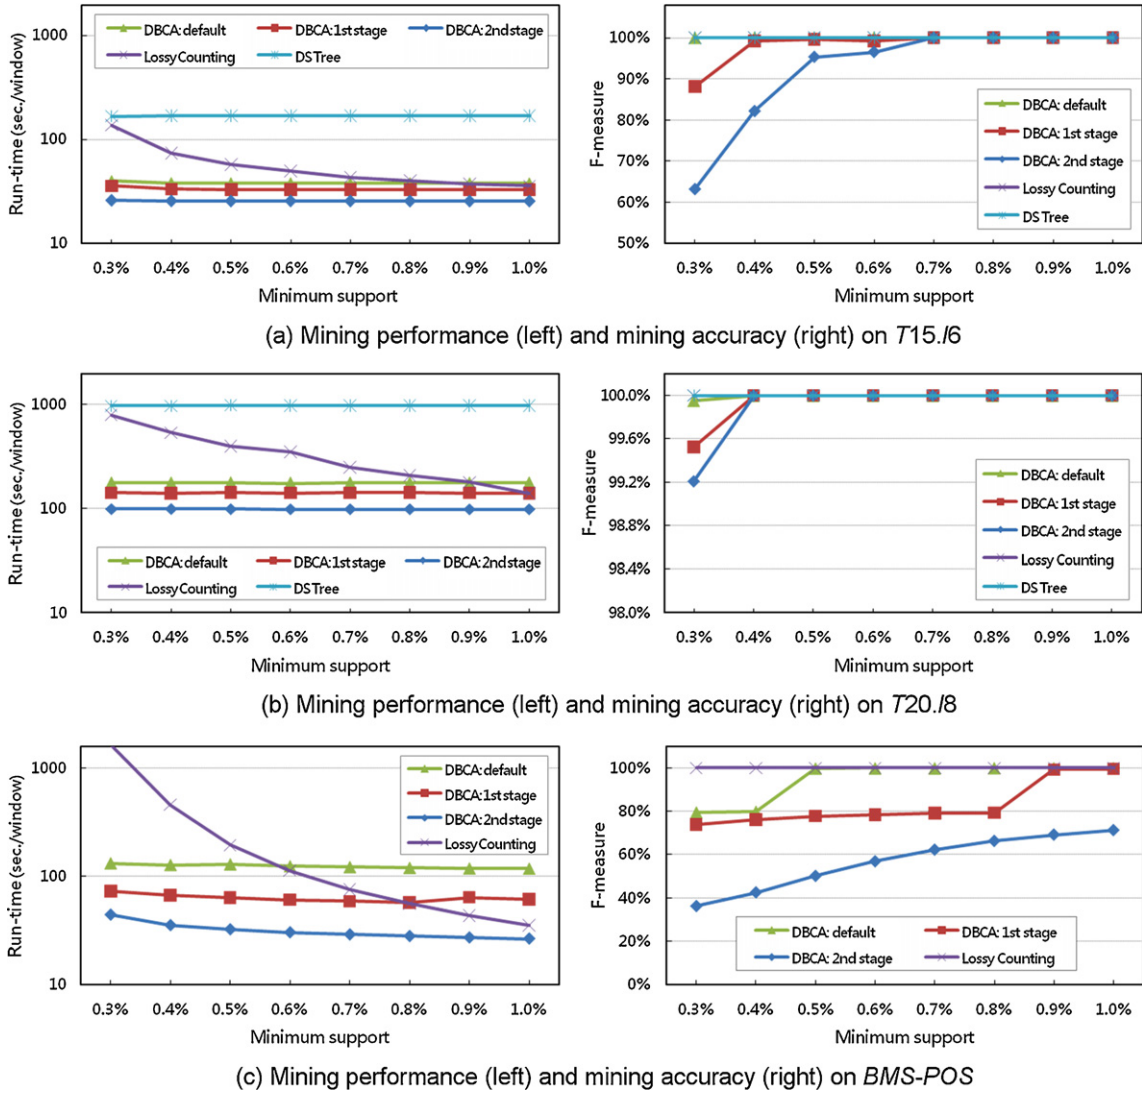 Run-time (sec./window)
1000
100
10
DBCA: default
DBCA: 1st stage
DBCA: 2nd stage
Lossy Counting
DS Tree
0.3% 0.4% 0.5% 0.6% 0.7% 0.8% 0.9% 1.0%
Minimum support
F-measure
100%
90%
80%
70%
60%
50%
DBCA: default
DBCA: 1st stage
DBCA: 2nd stage
Lossy Counting
DS Tree
0.3% 0.4% 0.5% 0.6% 0.7% 0.8% 0.9% 1.0%
Minimum support
(a) Mining performance (left) and mining accuracy (right) on T15.I6
Run-time (sec./window)
1000
100
10
DBCA: default
DBCA: 1st stage
DBCA: 2nd stage
Lossy Counting
DS Tree
0.3% 0.4% 0.5% 0.6% 0.7% 0.8% 0.9% 1.0%
Minimum support
F-measure
100.0%
99.6%
99.2%
98.8%
98.4%
98.0%
DBCA: default
DBCA: 1st stage
DBCA: 2nd stage
Lossy Counting
DS Tree
0.3% 0.4% 0.5% 0.6% 0.7% 0.8% 0.9% 1.0%
Minimum support
(b) Mining performance (left) and mining accuracy (right) on T20.I8
Run-time (sec./window)
1000
100
10
DBCA: default
DBCA: 1st stage
DBCA: 2nd stage
Lossy Counting
0.3% 0.4% 0.5% 0.6% 0.7% 0.8% 0.9% 1.0%
Minimum support
F-measure
100%
80%
60%
40%
20%
0%
DBCA: default
DBCA: 1st stage
DBCA: 2nd stage
Lossy Counting
0.3% 0.4% 0.5% 0.6% 0.7% 0.8% 0.9% 1.0%
Minimum support
(c) Mining performance (left) and mining accuracy (right) on BMS-POS